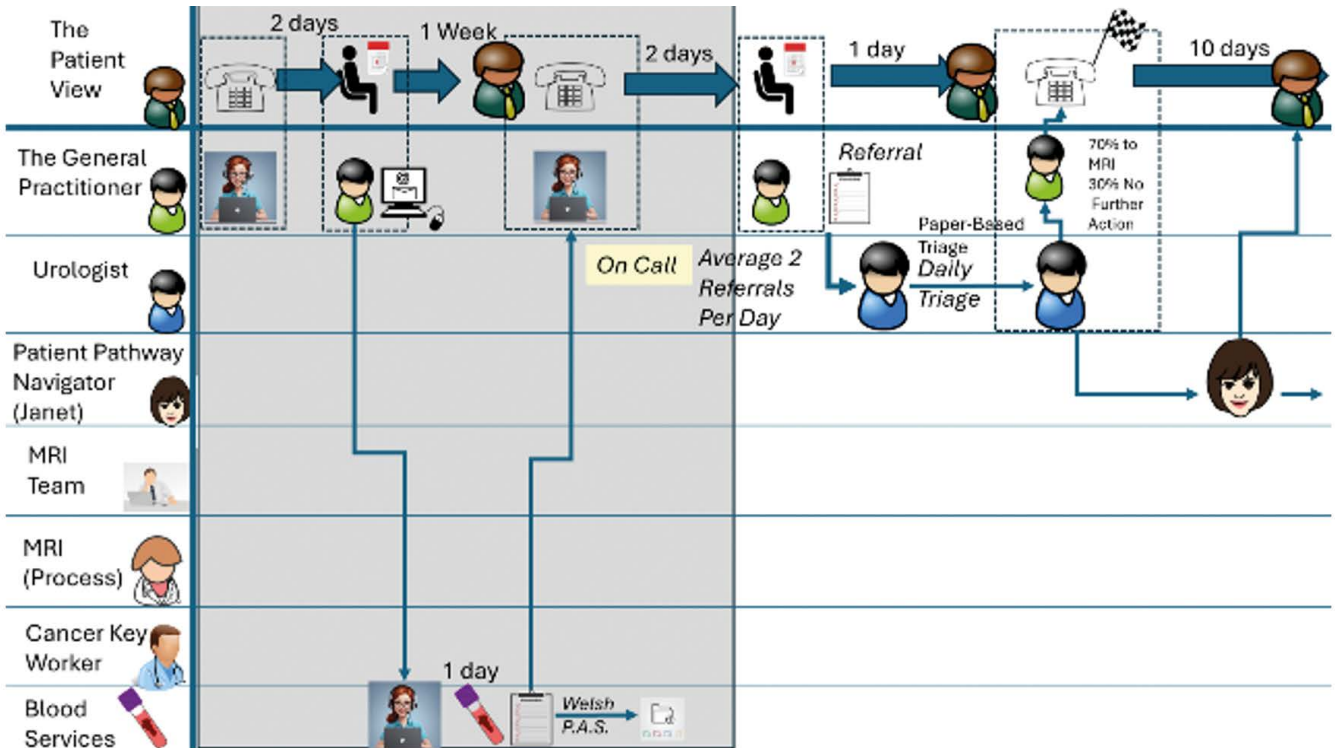 The
Patient
View
2 days
1 Week
2 days
1 day
10 days
The General
Practitioner
Referral
70% to
MRI
30% No
Further
Action
Urologist
On Call
Average 2
Referrals
Per Day
Paper-Based
Triage
Daily
Triage
Patient Pathway
Navigator
(Janet)
MRI
Team
MRI
(Process)
Cancer Key
Worker
1 day
Blood
Services
Welsh
P.A.S.